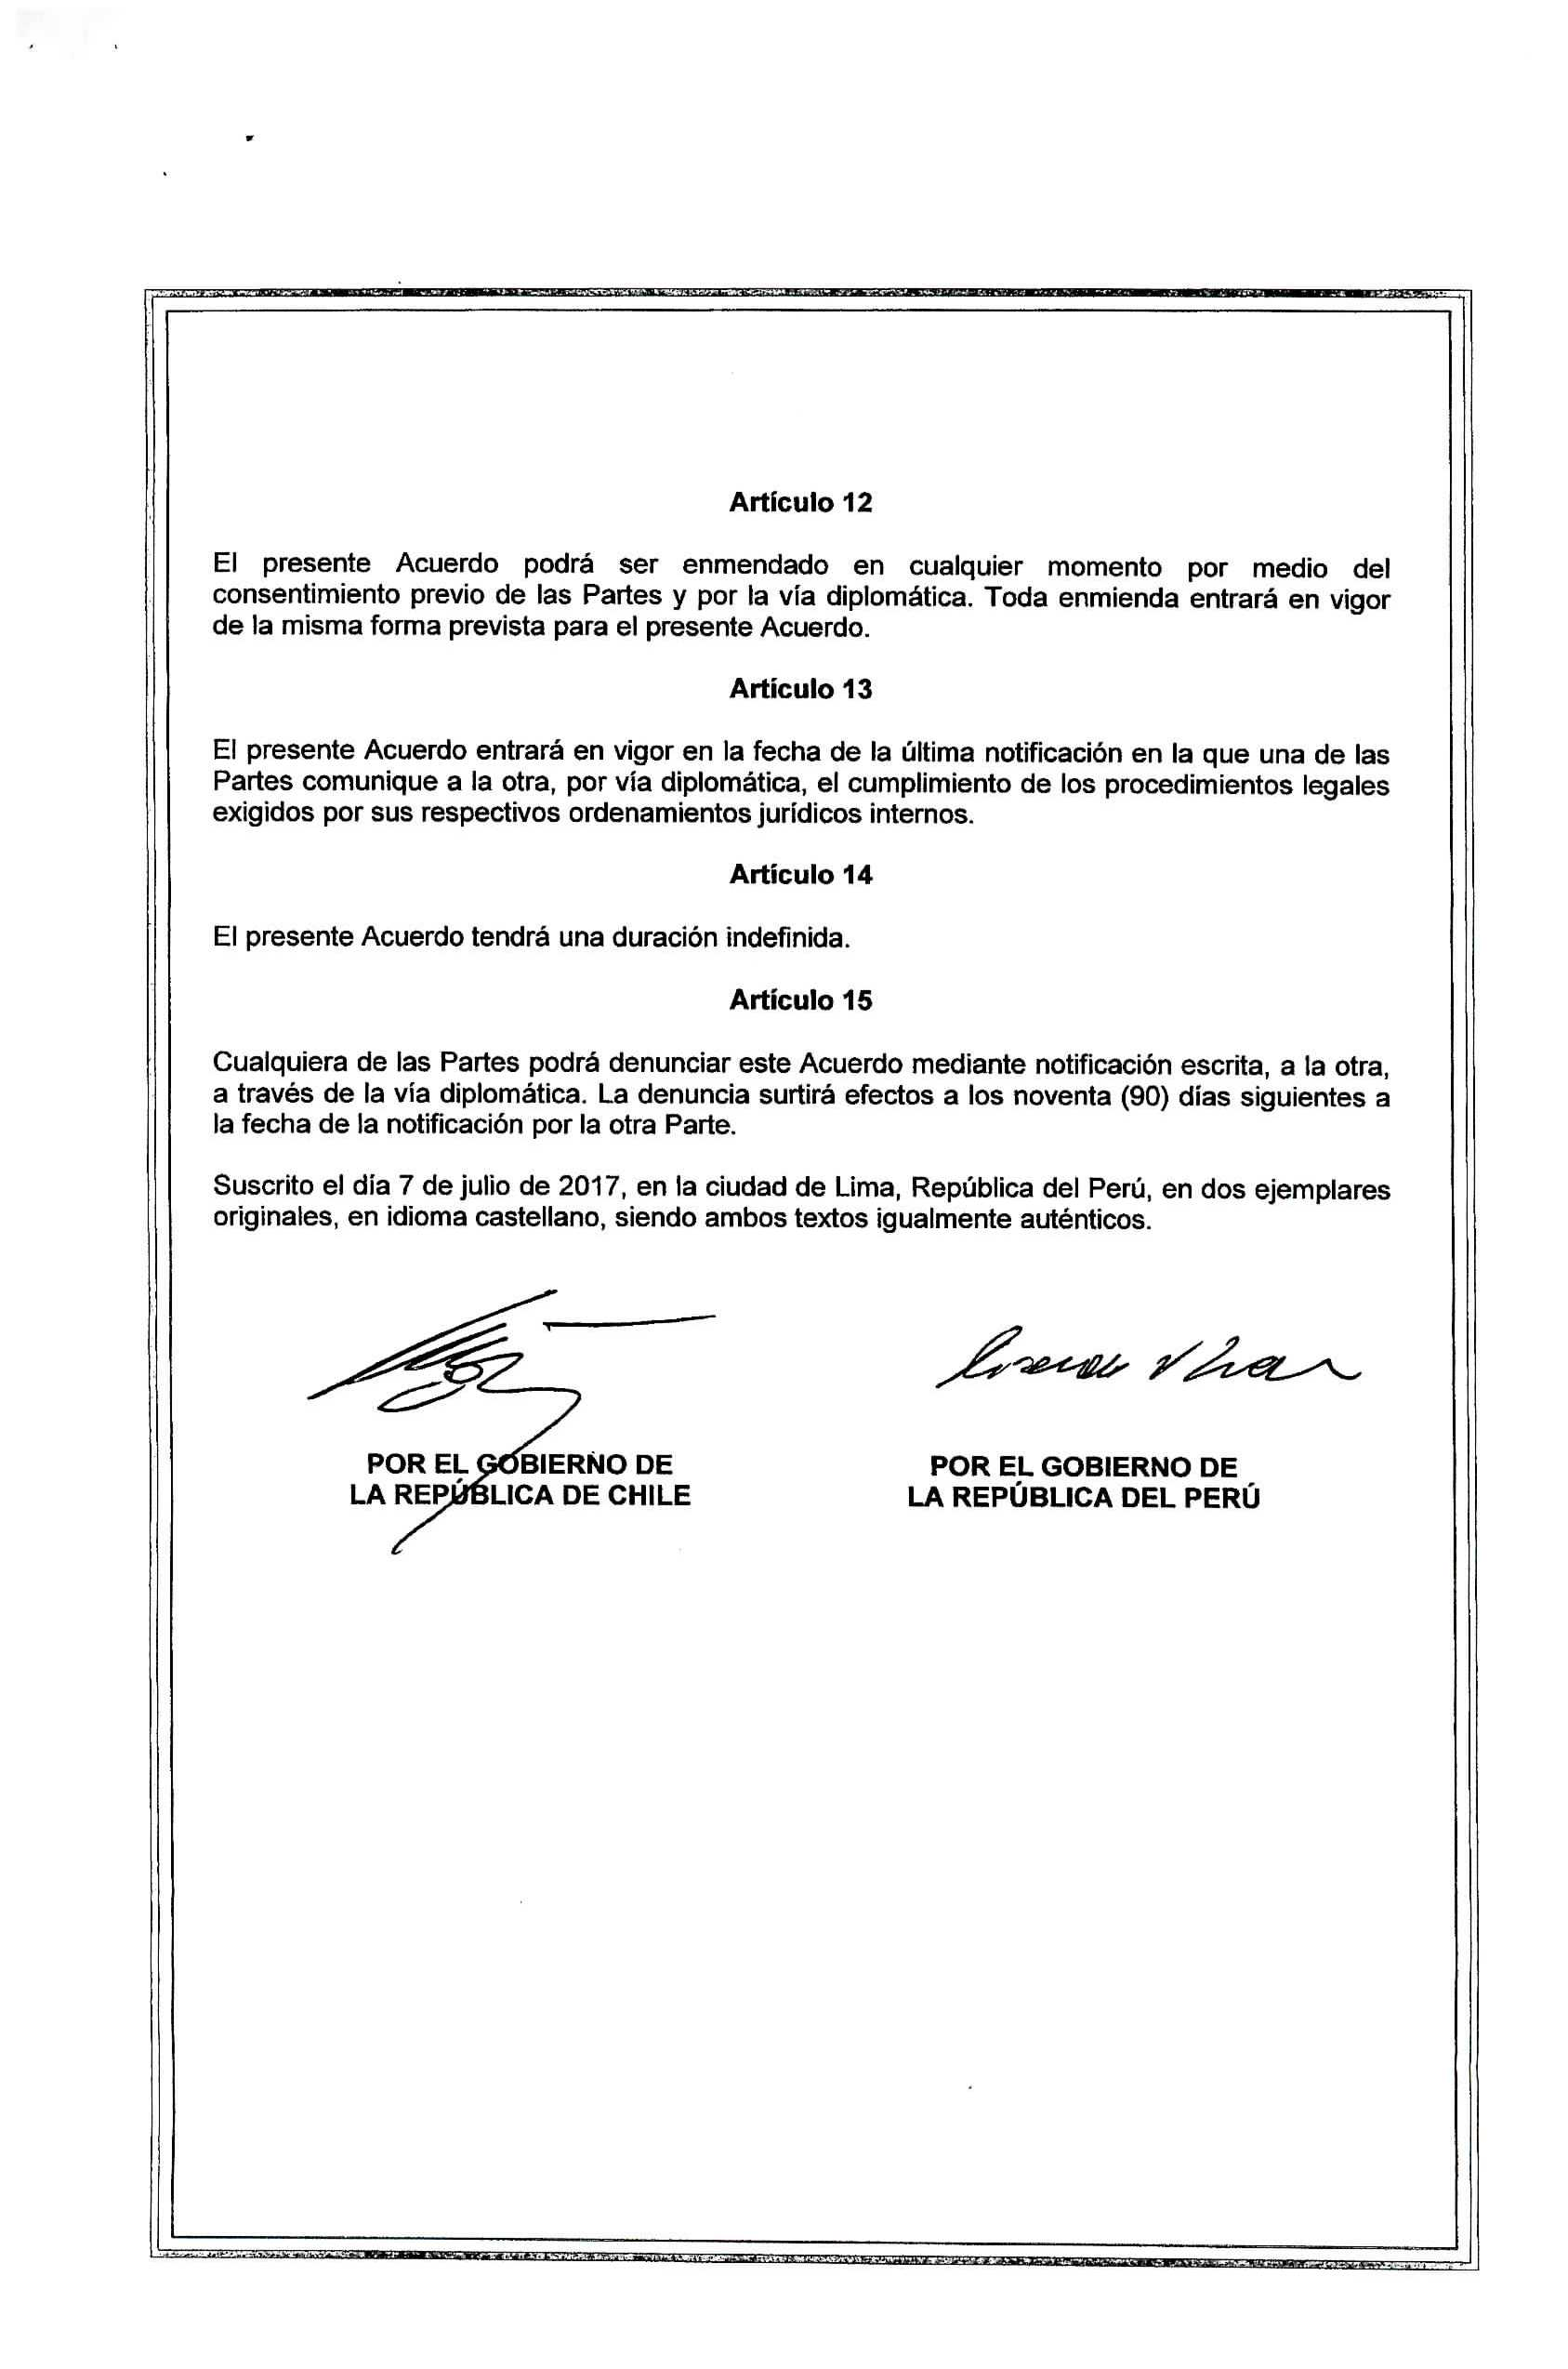 Artículo 12
El presente Acuerdo podrá ser enmendado en cualquier momento por medio del
consentimiento previo de las Partes y por la vía diplomática. Toda enmienda entrará en vigor
de la misma forma prevista para el presente Acuerdo.
Artículo 13
El presente Acuerdo entrará en vigor en la fecha de la última notificación en la que una de las
Partes comunique a la otra, por vía diplomática, el cumplimiento de los procedimientos legales
exigidos por sus respectivos ordenamientos jurídicos internos.
Artículo 14
El presente Acuerdo tendrá una duración indefinida.
Artículo 15
Cualquiera de las Partes podrá denunciar este Acuerdo mediante notificación escrita, a la otra,
a través de la vía diplomática. La denuncia surtirá efectos a los noventa (90) días siguientes a
la fecha de la notificación por la otra Parte.
Suscrito el día 7 de julio de 2017, en la ciudad de Lima, República del Perú, en dos ejemplares
originales, en idioma castellano, siendo ambos textos igualmente auténticos.
POR EL GOBIERNO DE
LA REPÚBLICA DE CHILE
POR EL GOBIERNO DE
LA REPÚBLICA DEL PERÚ